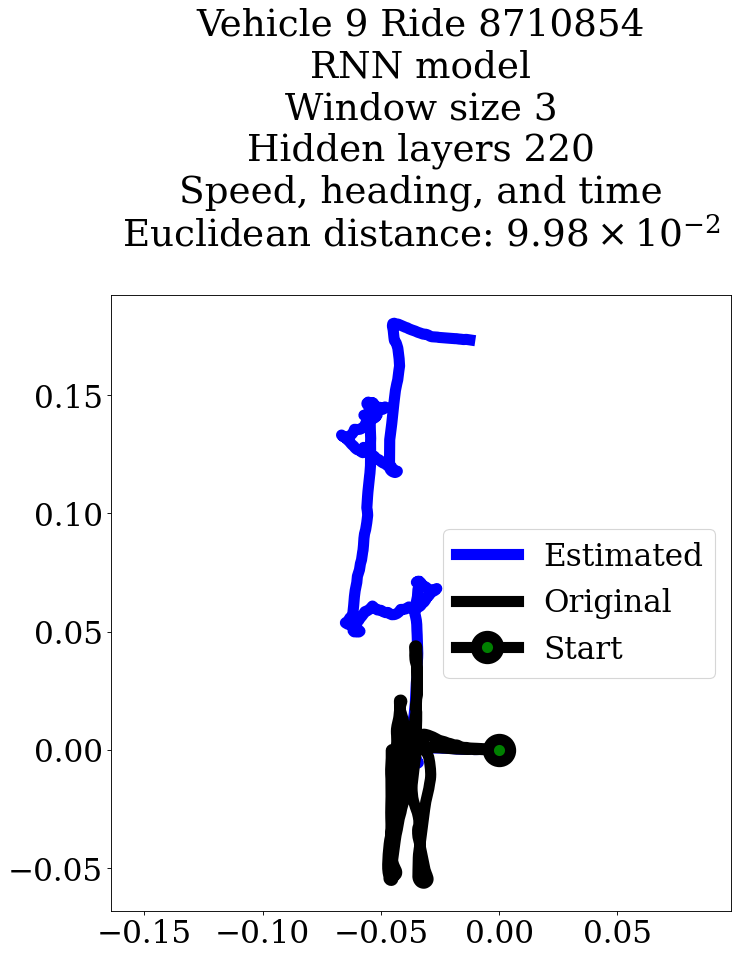 Vehicle 9 Ride 8710854
RNN model
Window size 3
Hidden layers 220
Speed, heading, and time
Euclidean distance: 9.98 × 10⁻²
0.15
0.10
0.05
0.00
−0.05
Estimated
Original
Start
−0.15 −0.10 −0.05 0.00 0.05